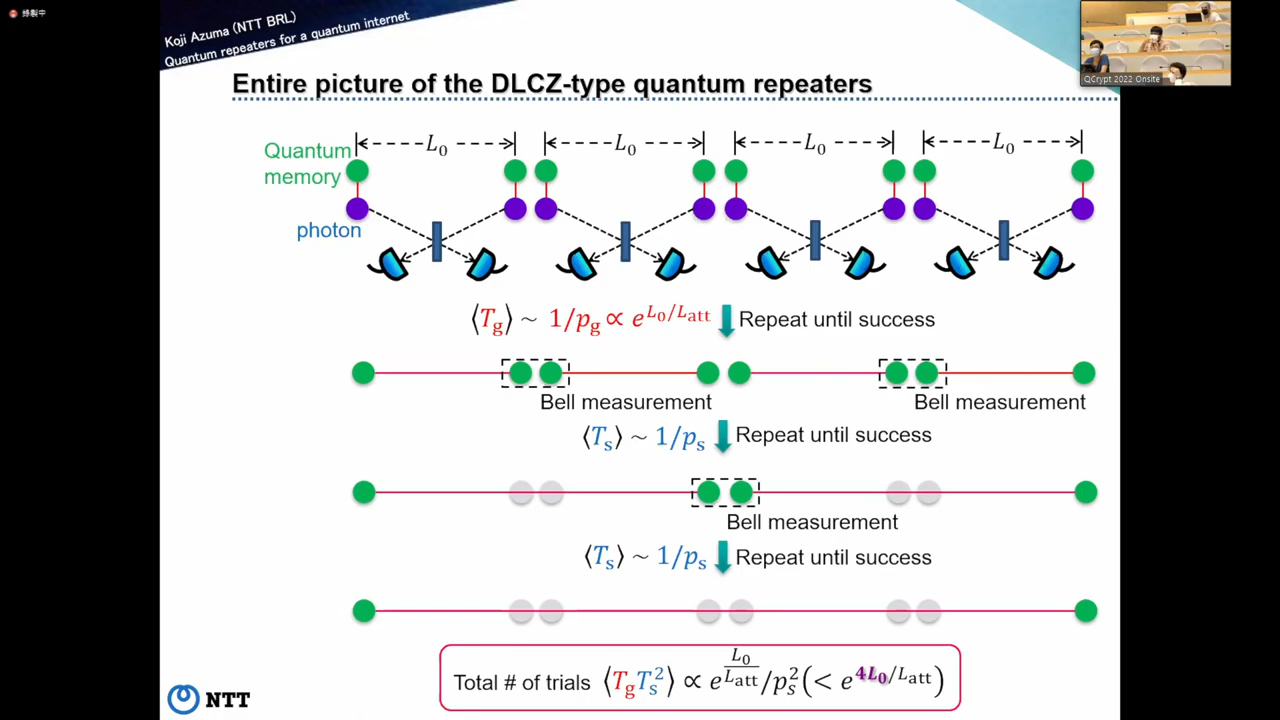 錄製中
Koji Azuma (NTT BRL)
Quantum repeaters for a quantum internet
QCrypt 2022 Onsite
Entire picture of the DLCZ-type quantum repeaters
L₀ L₀ L₀ L₀
Quantum
memory
photon
⟨T_g⟩ ~ 1/p_g ∝ e^{L₀/L_att} Repeat until success
Bell measurement Bell measurement
⟨T_s⟩ ~ 1/p_s Repeat until success
Bell measurement
⟨T_s⟩ ~ 1/p_s Repeat until success
Total # of trials ⟨T_g T_s²⟩ ∝ e^{L₀/L_att}/p_s² (< e^{4L₀/L_att})
NTT